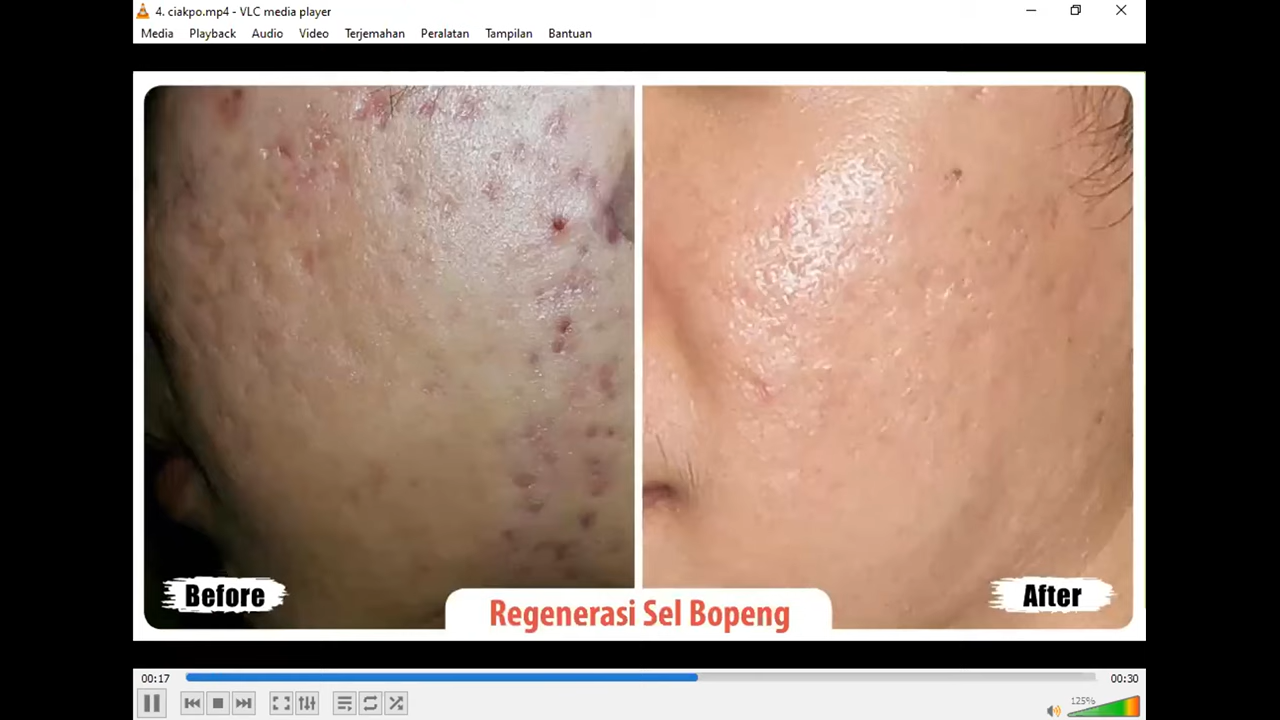 4. ciakpo.mp4 - VLC media player
Media Playback Audio Video Terjemahan Peralatan Tampilan Bantuan
Before
After
Regenerasi Sel Bopeng
00:17
00:30
125%